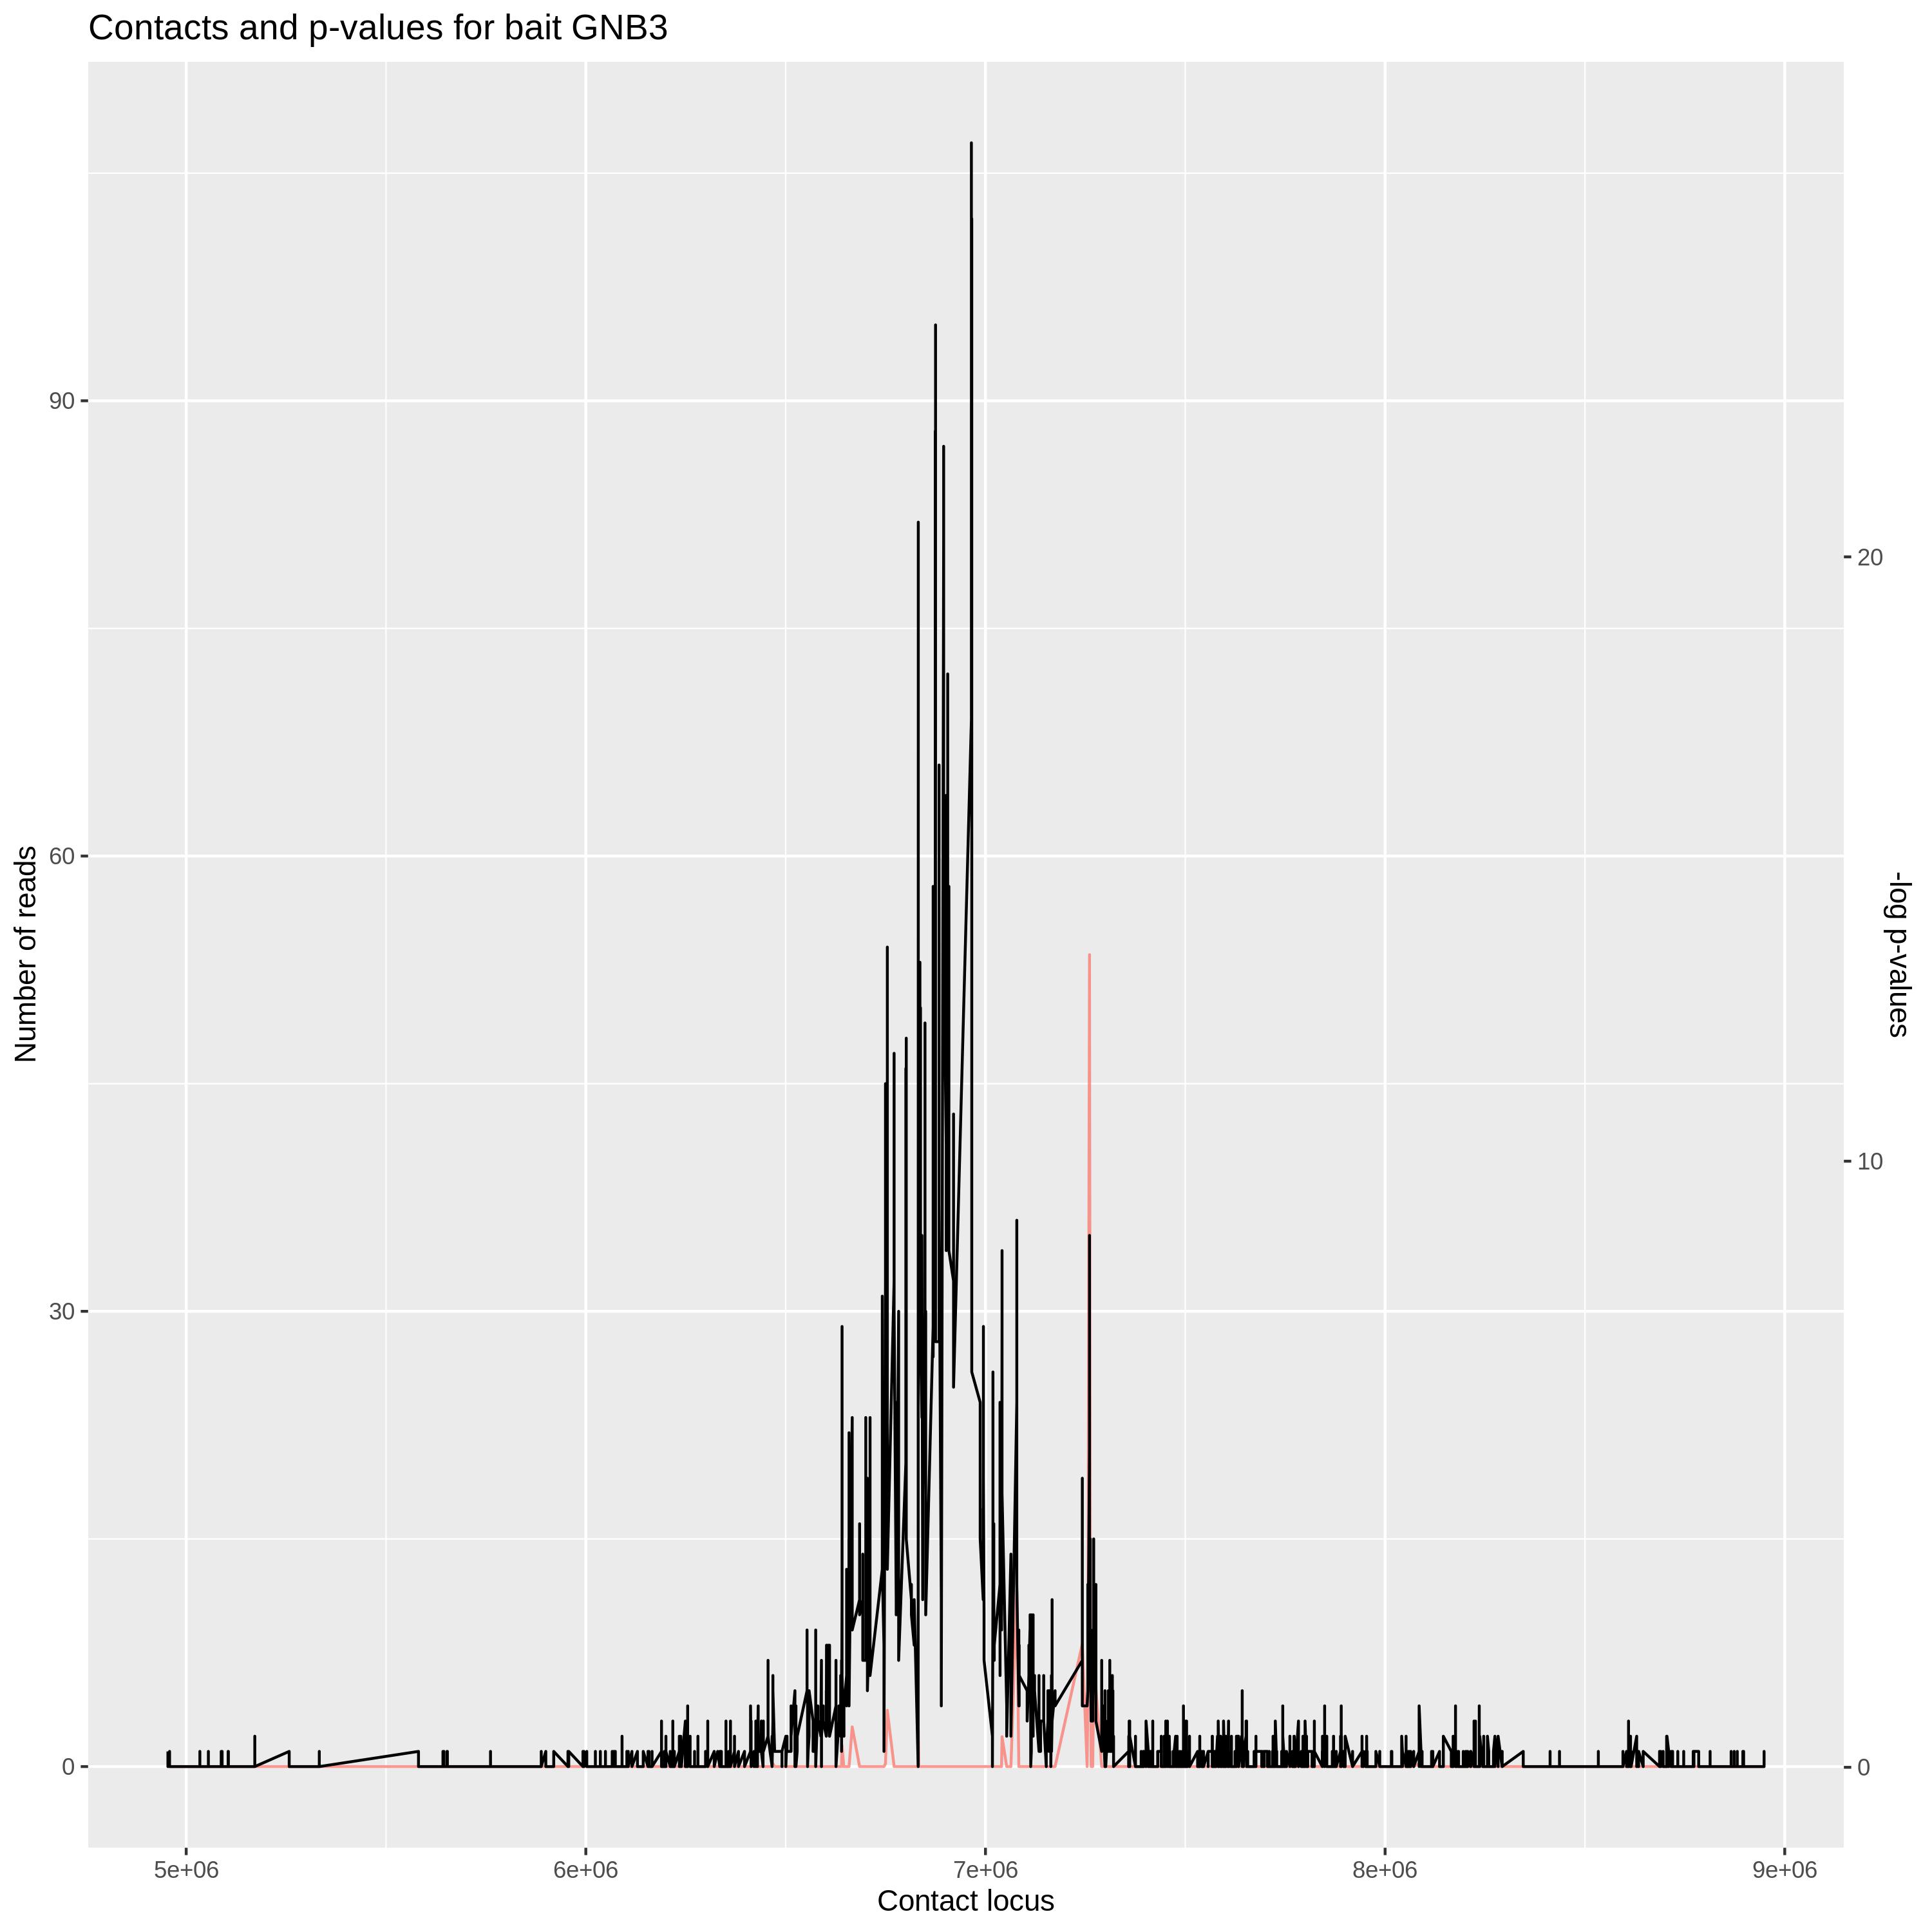 Contacts and p-values for bait GNB3
90
60
30
0
20
10
0
Number of reads
-log p-values
5e+06
6e+06
7e+06
8e+06
9e+06
Contact locus